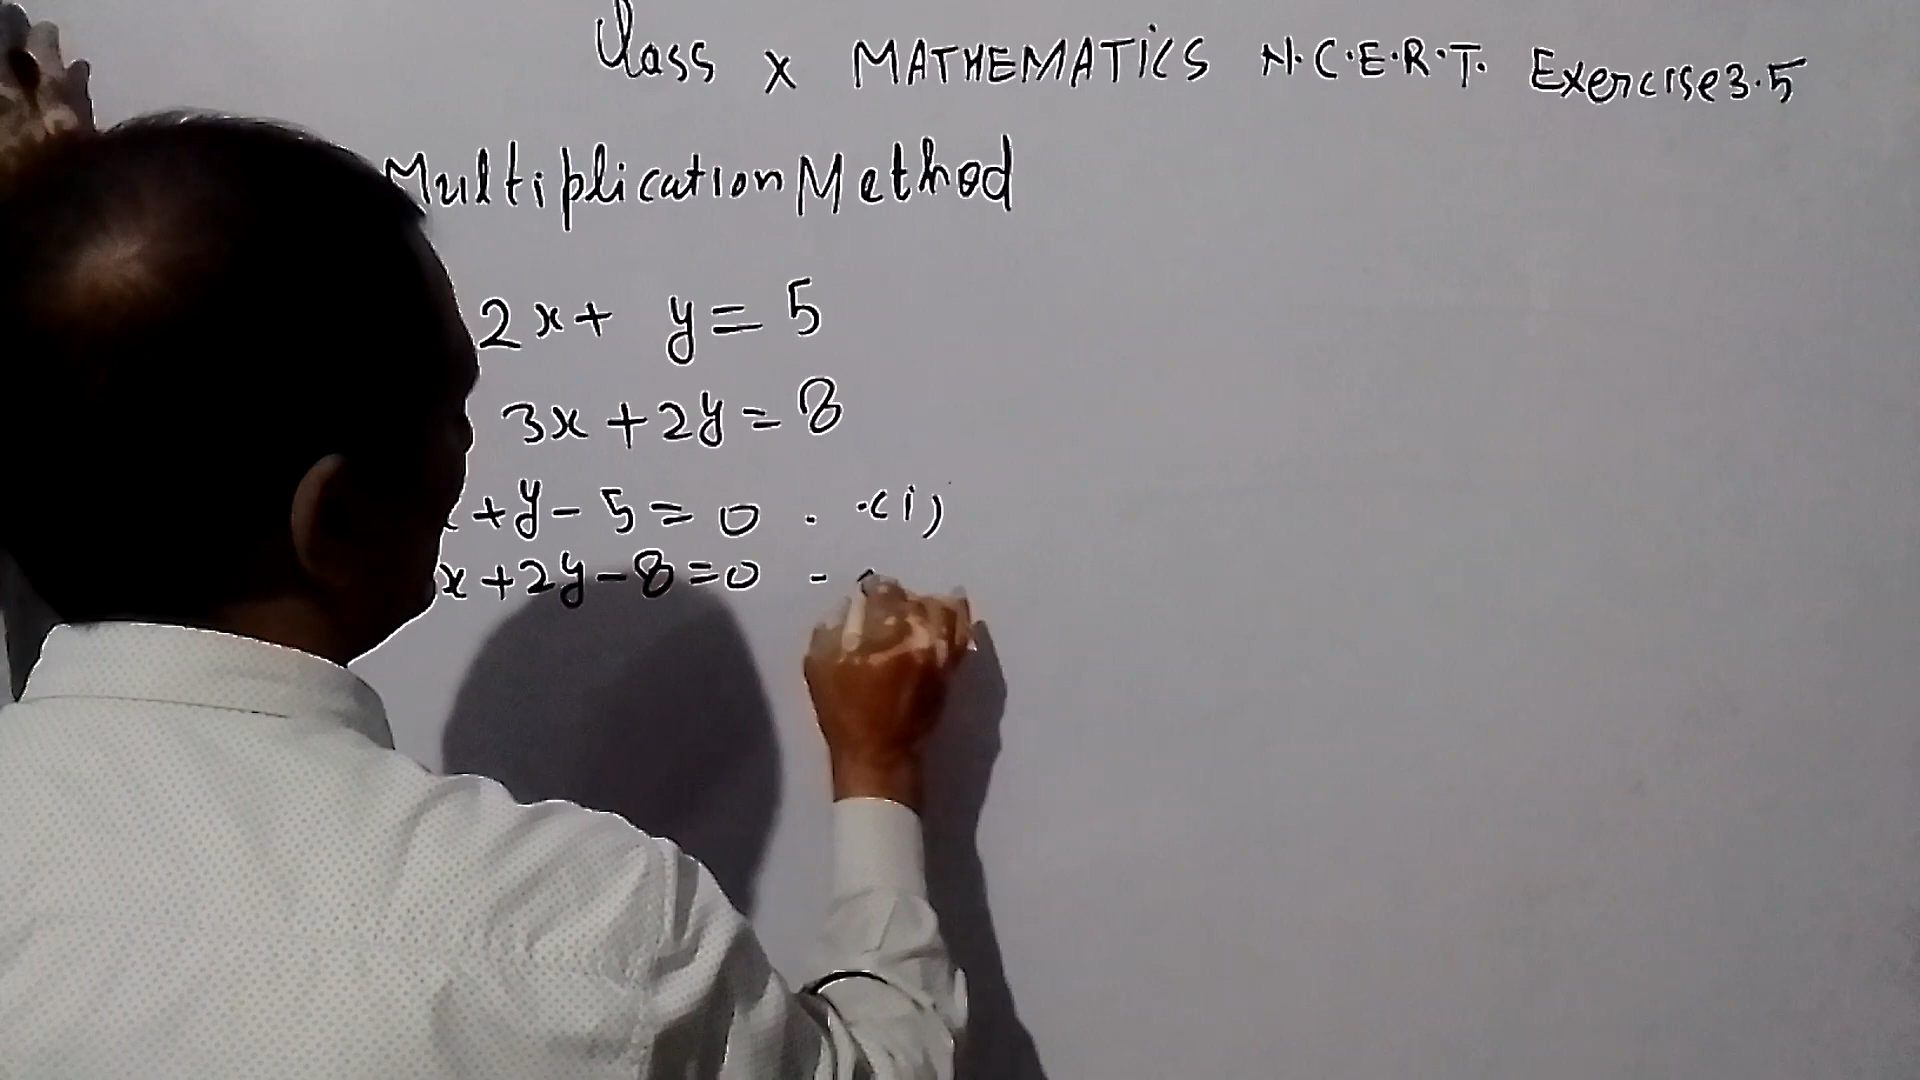 Class X MATHEMATICS N.C.E.R.T. Exercise 3.5
Multiplication Method
2x + y = 5
3x + 2y = 8
x + y - 5 = 0 - - (i)
x + 2y - 8 = 0 -